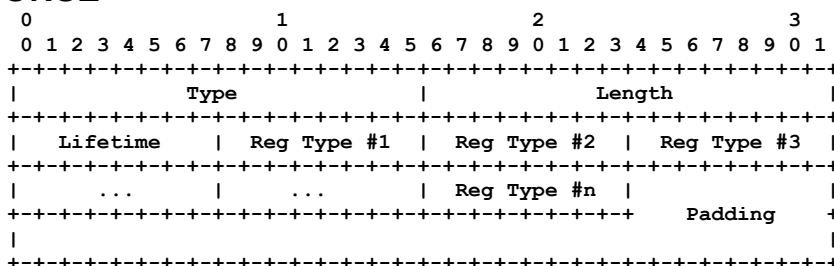 0                   1                   2                   3
 0 1 2 3 4 5 6 7 8 9 0 1 2 3 4 5 6 7 8 9 0 1 2 3 4 5 6 7 8 9 0 1
+-+-+-+-+-+-+-+-+-+-+-+-+-+-+-+-+-+-+-+-+-+-+-+-+-+-+-+-+-+-+-+-+
|             Type              |             Length            |
+-+-+-+-+-+-+-+-+-+-+-+-+-+-+-+-+-+-+-+-+-+-+-+-+-+-+-+-+-+-+-+-+
|   Lifetime    |  Reg Type #1  |  Reg Type #2  |  Reg Type #3  |
+-+-+-+-+-+-+-+-+-+-+-+-+-+-+-+-+-+-+-+-+-+-+-+-+-+-+-+-+-+-+-+-+
|      ...      |     ...       |  Reg Type #n  |               |
+-+-+-+-+-+-+-+-+-+-+-+-+-+-+-+-+-+-+-+-+-+-+-+-+    Padding    +
|                                                               |
+-+-+-+-+-+-+-+-+-+-+-+-+-+-+-+-+-+-+-+-+-+-+-+-+-+-+-+-+-+-+-+-+